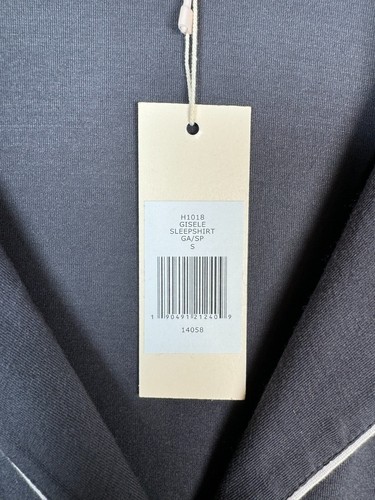 H1018
GISELE
SLEEPSHIRT
GA/SP
S
1 90491 21240 9
14058